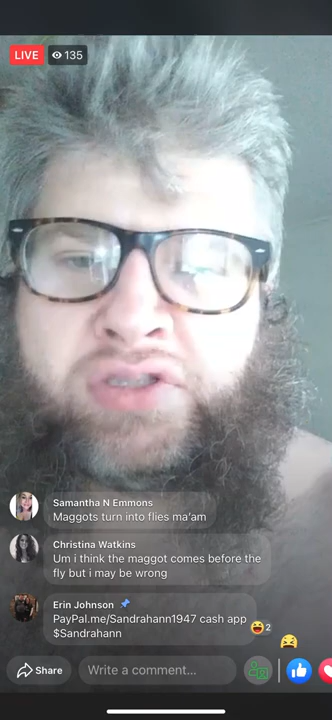 LIVE 135
Samantha N Emmons
Maggots turn into flies ma'am
Christina Watkins
Um i think the maggot comes before the
fly but i may be wrong
Erin Johnson
PayPal.me/Sandrahann1947 cash app
$Sandrahann
2
Share
Write a comment...